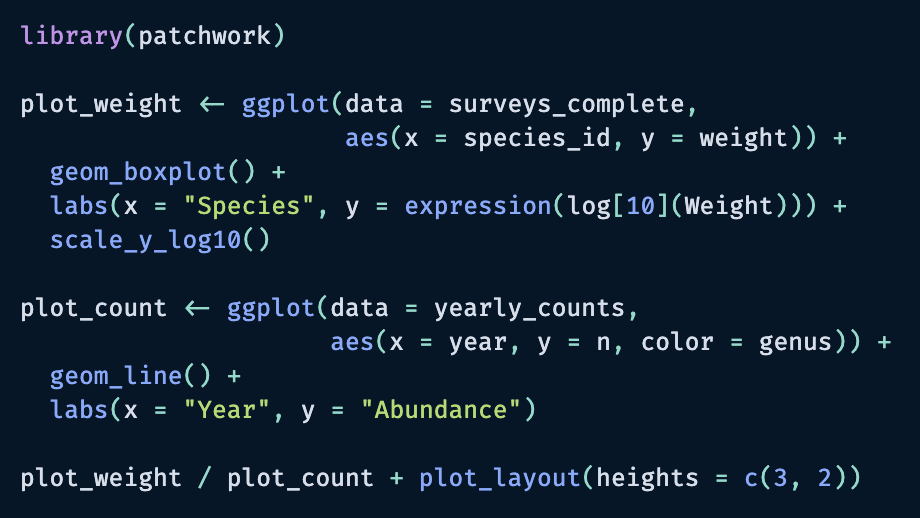 library(patchwork)

plot_weight <- ggplot(data = surveys_complete,
                      aes(x = species_id, y = weight)) +
  geom_boxplot() +
  labs(x = "Species", y = expression(log[10](Weight))) +
  scale_y_log10()

plot_count <- ggplot(data = yearly_counts,
                     aes(x = year, y = n, color = genus)) +
  geom_line() +
  labs(x = "Year", y = "Abundance")

plot_weight / plot_count + plot_layout(heights = c(3, 2))